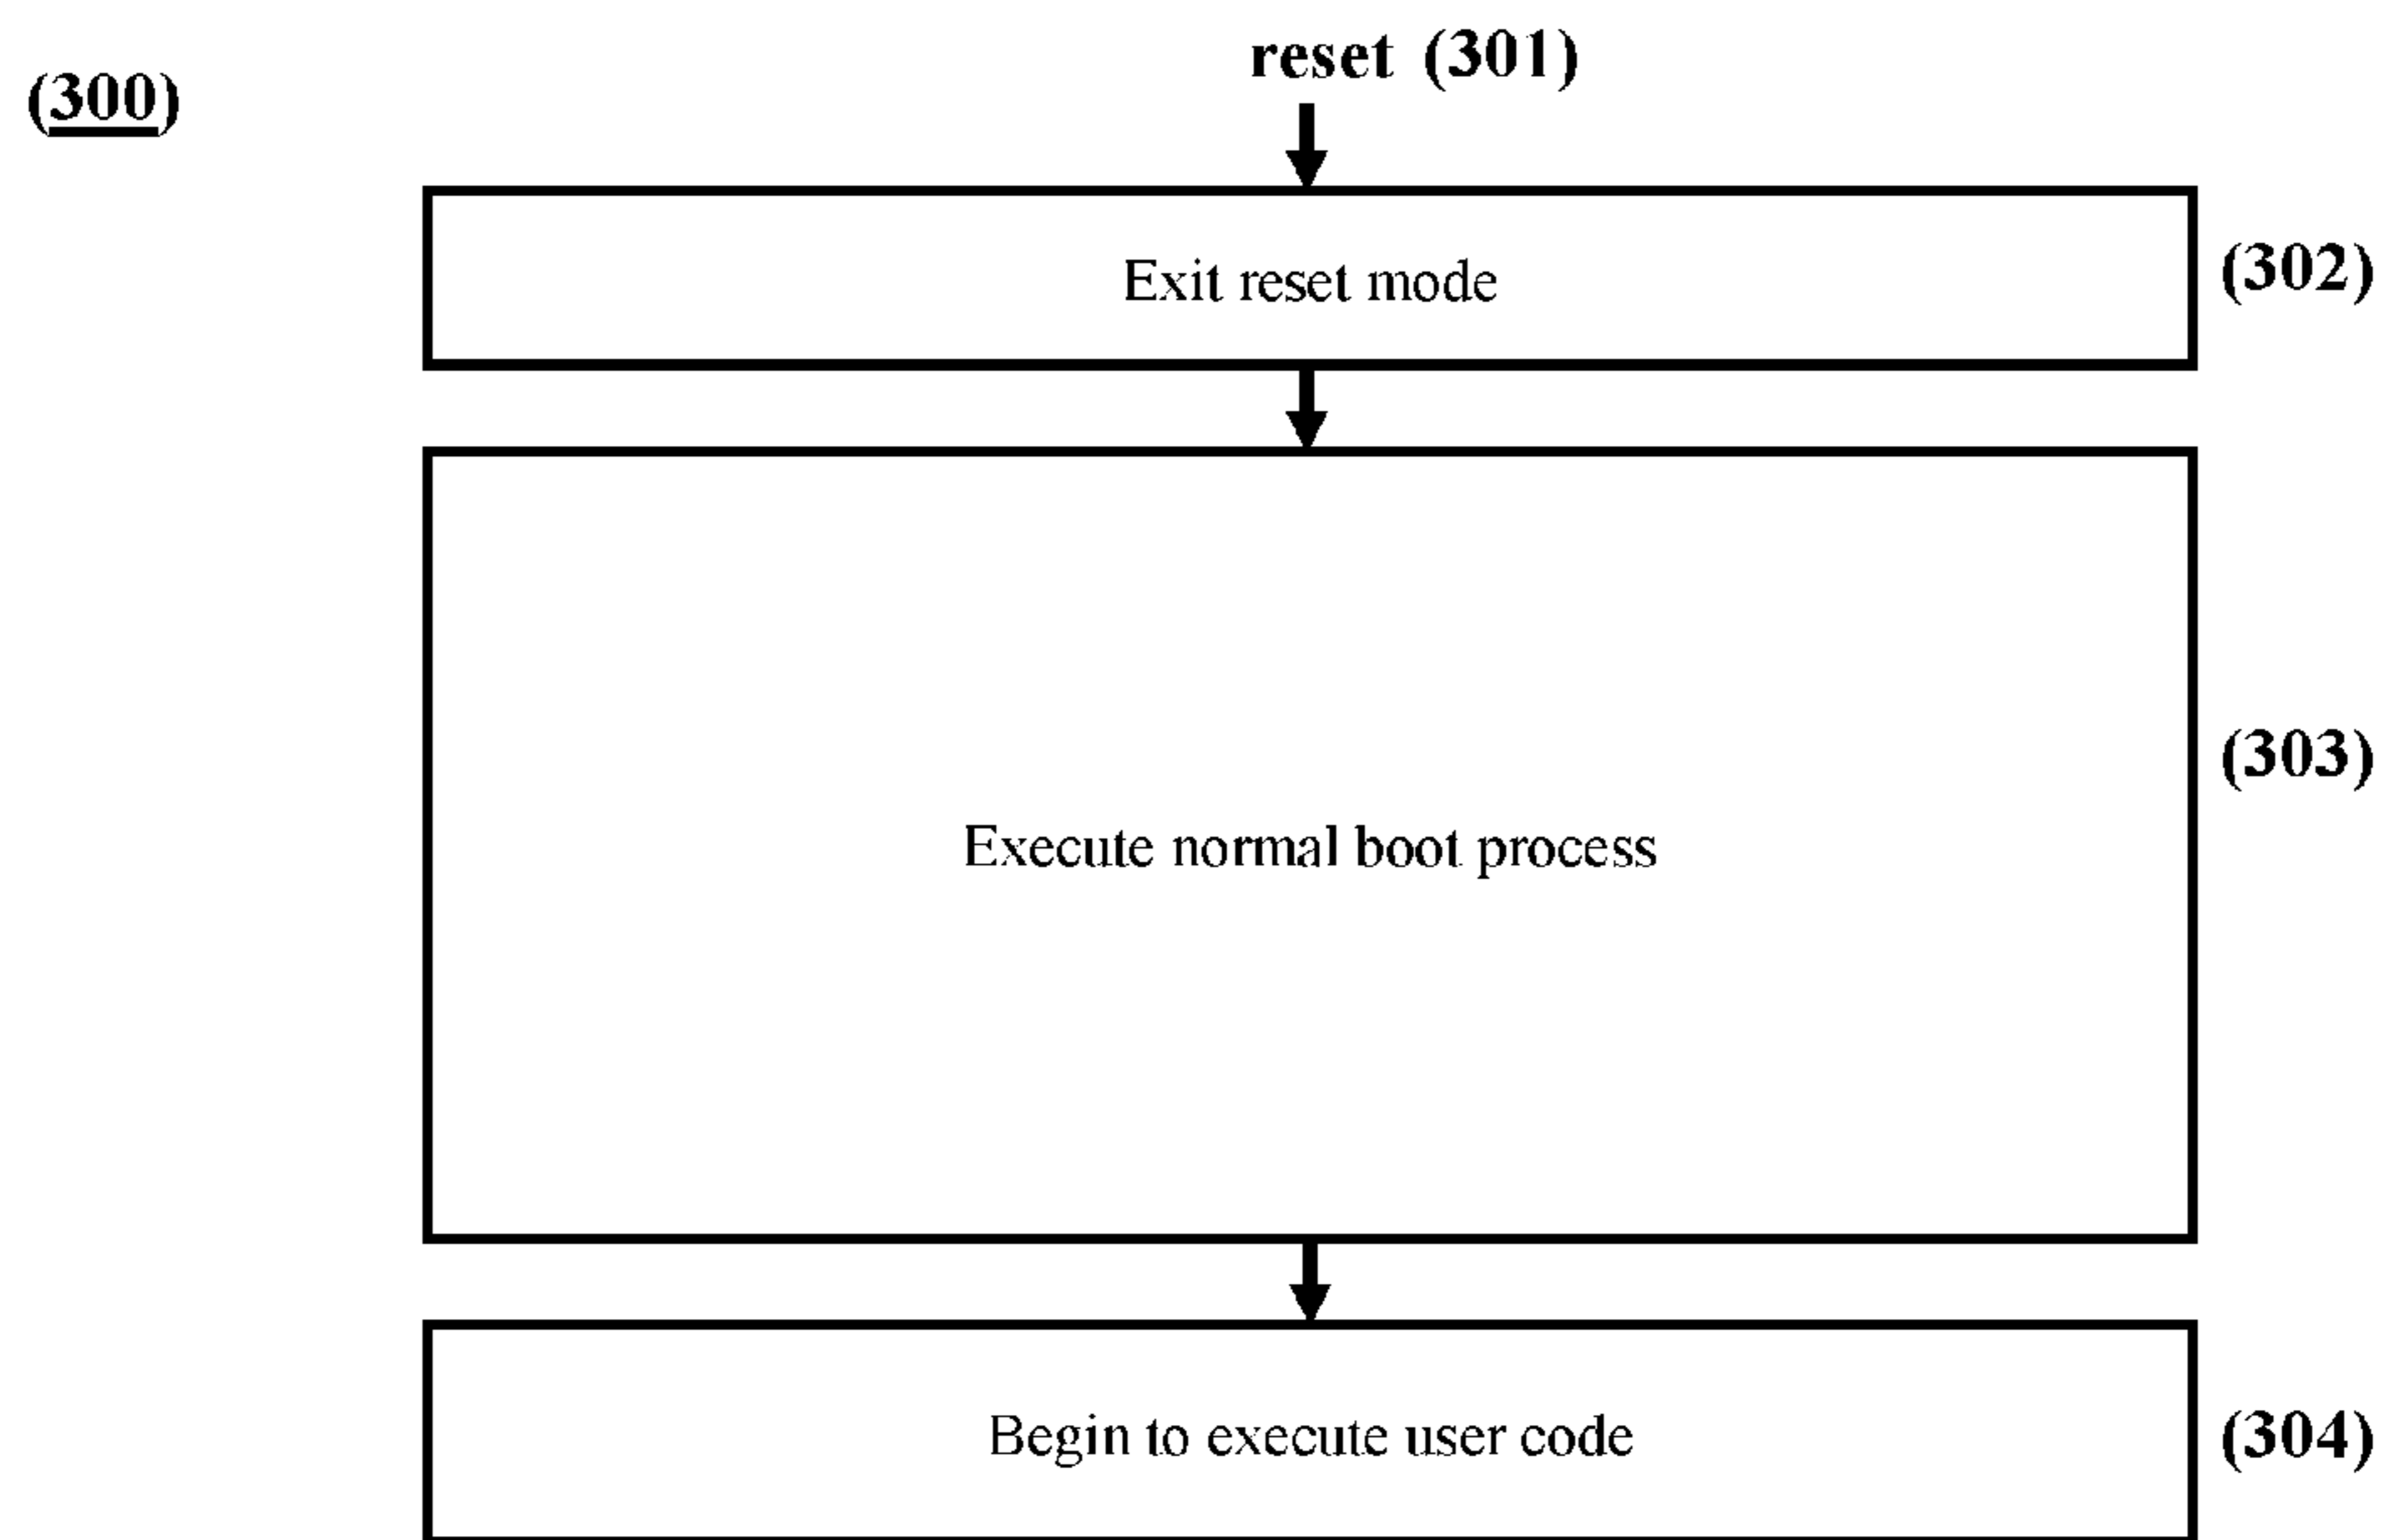 reset (301)
(300)
Exit reset mode
(302)
(303)
Execute normal boot process
Begin to execute user code
(304)